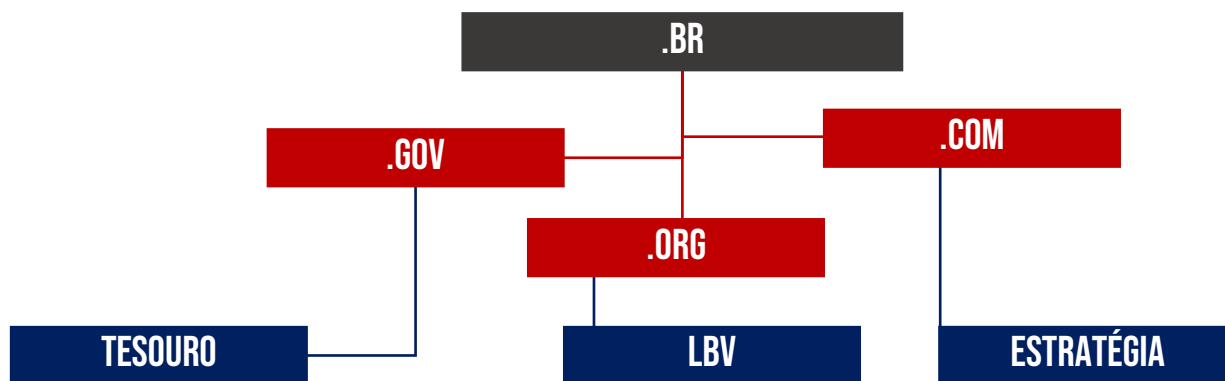 .BR
.GOV
.COM
.ORG
TESOURO
LBV
ESTRATÉGIA